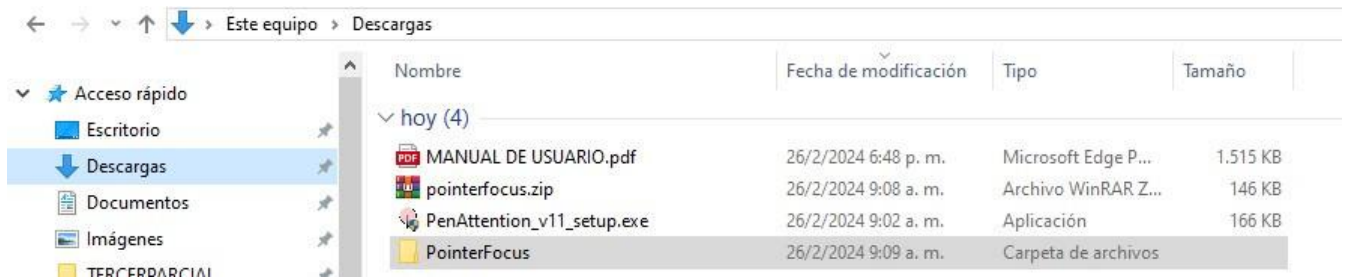 Este equipo > Descargas
Nombre Fecha de modificación Tipo Tamaño
Acceso rápido
hoy (4)
Escritorio
MANUAL DE USUARIO.pdf 26/2/2024 6:48 p. m. Microsoft Edge P... 1.515 KB
Descargas
pointerfocus.zip 26/2/2024 9:08 a. m. Archivo WinRAR Z... 146 KB
Documentos
PenAttention_v11_setup.exe 26/2/2024 9:02 a. m. Aplicación 166 KB
Imágenes
PointerFocus 26/2/2024 9:09 a. m. Carpeta de archivos
TERCERPARCIAL